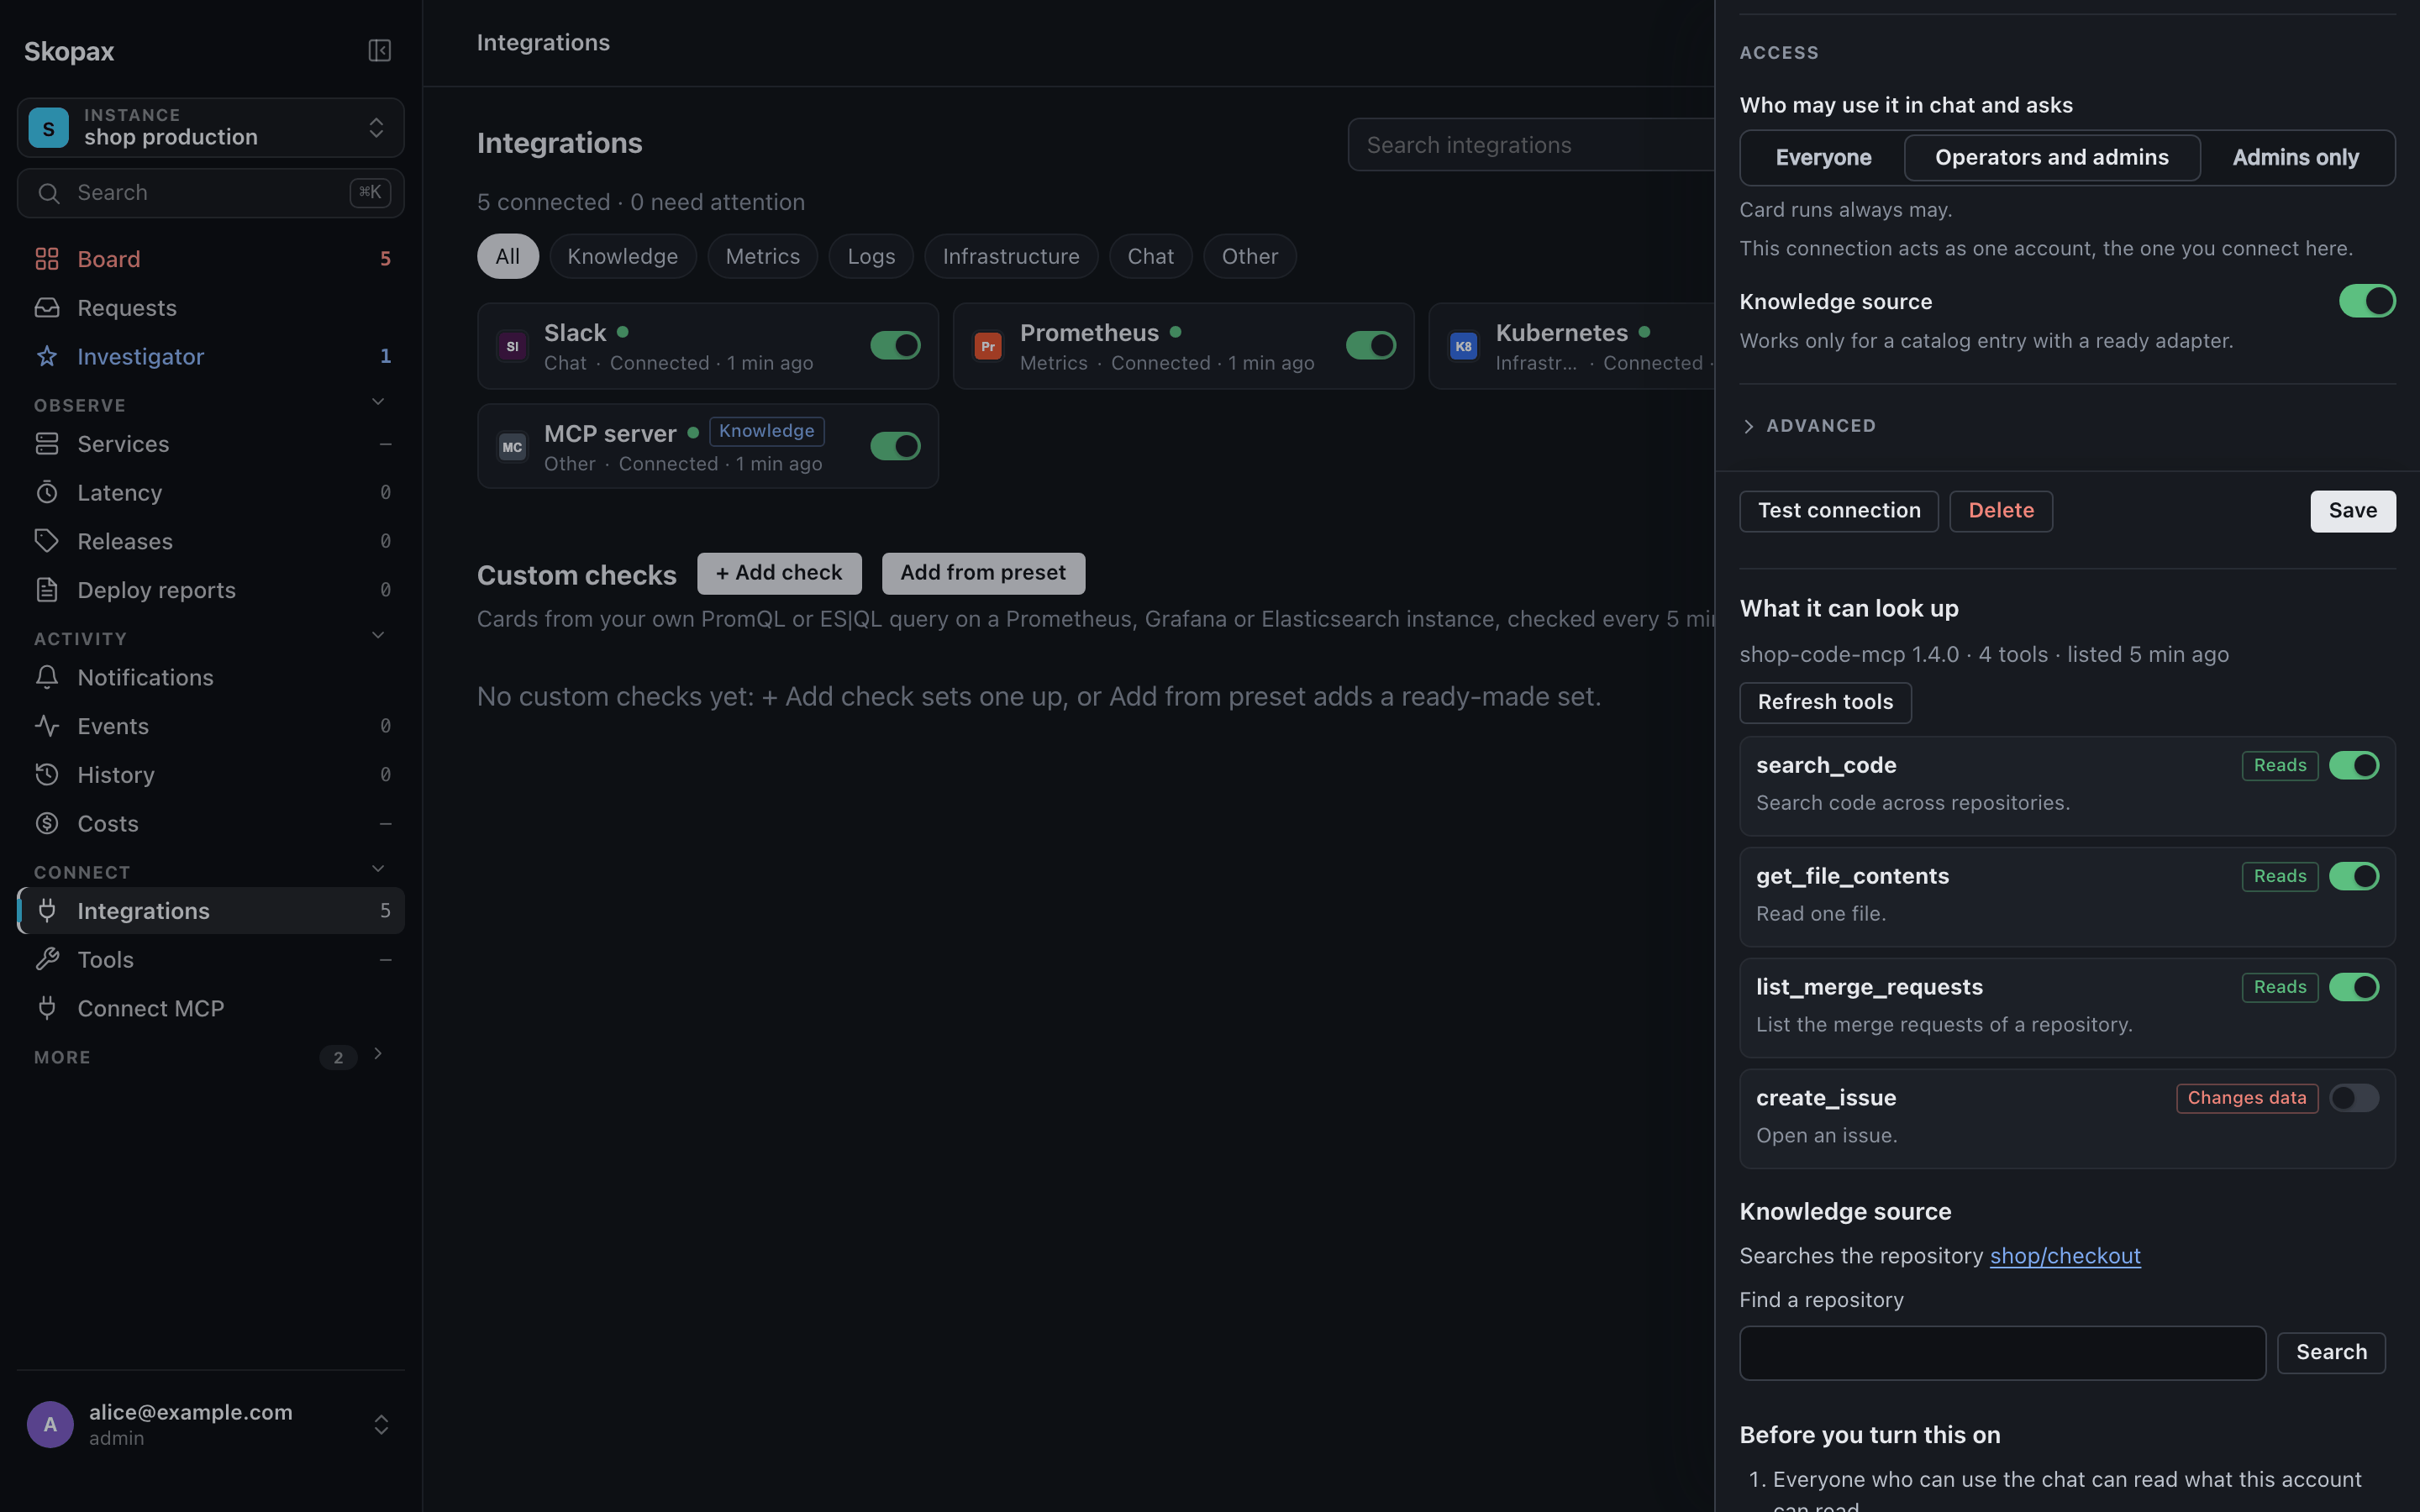 Skopax
S
INSTANCE
shop production
Search
⌘K
Board 5
Requests
Investigator 1
OBSERVE
Services –
Latency 0
Releases 0
Deploy reports 0
ACTIVITY
Notifications
Events 0
History 0
Costs –
CONNECT
Integrations 5
Tools –
Connect MCP
MORE 2
A
alice@example.com
admin
Integrations
Integrations
Search integrations
5 connected · 0 need attention
All Knowledge Metrics Logs Infrastructure Chat Other
Sl
Slack
Chat · Connected · 1 min ago
Pr
Prometheus
Metrics · Connected · 1 min ago
K8
Kubernetes
Infrastr... · Connected ·
MC
MCP server Knowledge
Other · Connected · 1 min ago
Custom checks + Add check Add from preset
Cards from your own PromQL or ES|QL query on a Prometheus, Grafana or Elasticsearch instance, checked every 5
No custom checks yet: + Add check sets one up, or Add from preset adds a ready-made set.
ACCESS
Who may use it in chat and asks
Everyone Operators and admins Admins only
Card runs always may.
This connection acts as one account, the one you connect here.
Knowledge source
Works only for a catalog entry with a ready adapter.
ADVANCED
Test connection Delete Save
What it can look up
shop-code-mcp 1.4.0 · 4 tools · listed 5 min ago
Refresh tools
search_code Reads
Search code across repositories.
get_file_contents Reads
Read one file.
list_merge_requests Reads
List the merge requests of a repository.
create_issue Changes data
Open an issue.
Knowledge source
Searches the repository shop/checkout
Find a repository
Search
Before you turn this on
1. Everyone who can use the chat can read what this account
can read